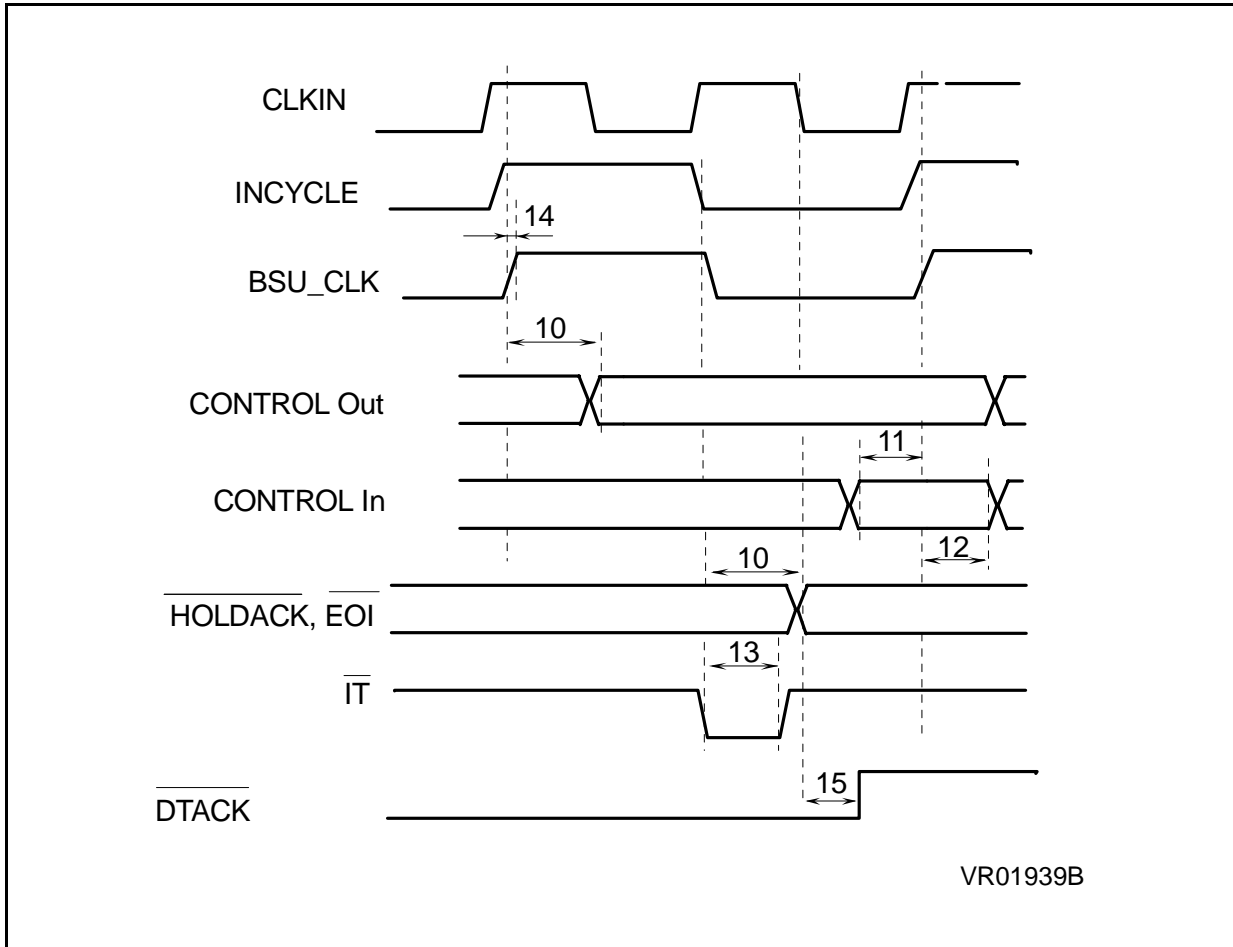 CLKIN
INCYCLE
14
BSU_CLK
10
CONTROL Out
11
CONTROL In
12
10
HOLDACK, EOI
13
IT
15
DTACK
VR01939B